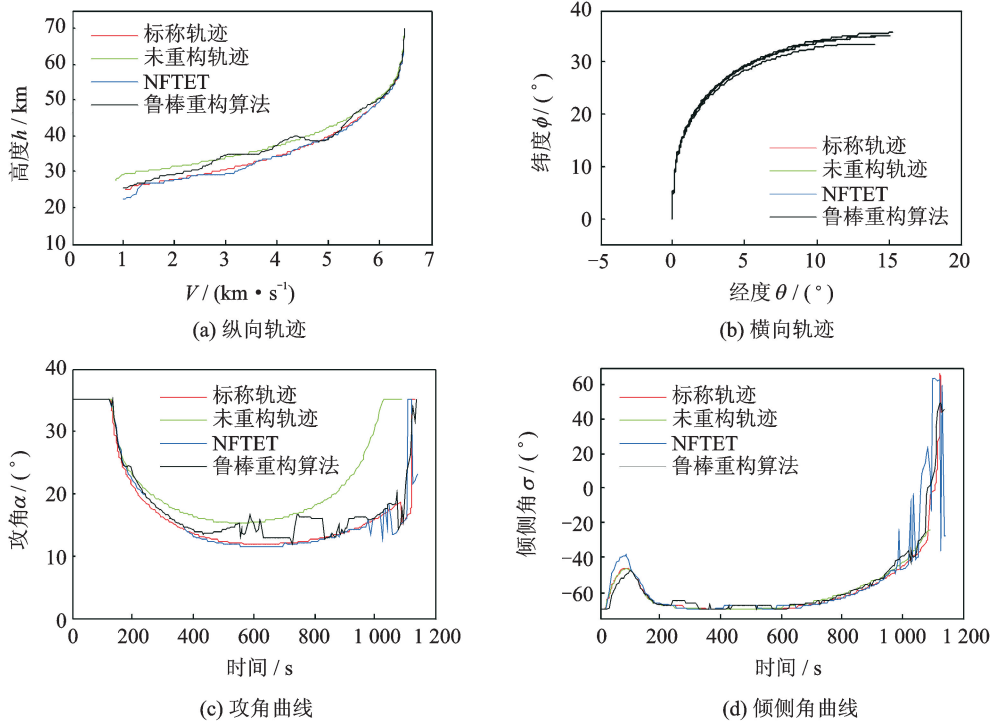 70
60
50
40
30
20
10
高度h / km
标称轨迹
未重构轨迹
NFTET
鲁棒重构算法
0 1 2 3 4 5 6 7
V / (km·s⁻¹)
(a) 纵向轨迹
40
30
20
10
0
纬度ϕ / (°)
标称轨迹
未重构轨迹
NFTET
鲁棒重构算法
−5 0 5 10 15 20
经度θ / (°)
(b) 横向轨迹
40
30
20
10
0
攻角α / (°)
标称轨迹
未重构轨迹
NFTET
鲁棒重构算法
0 200 400 600 800 1 000 1 200
时间 / s
(c) 攻角曲线
60
40
20
0
−20
−40
−60
倾侧角σ / (°)
标称轨迹
未重构轨迹
NFTET
鲁棒重构算法
0 200 400 600 800 1 000 1 200
时间 / s
(d) 倾侧角曲线